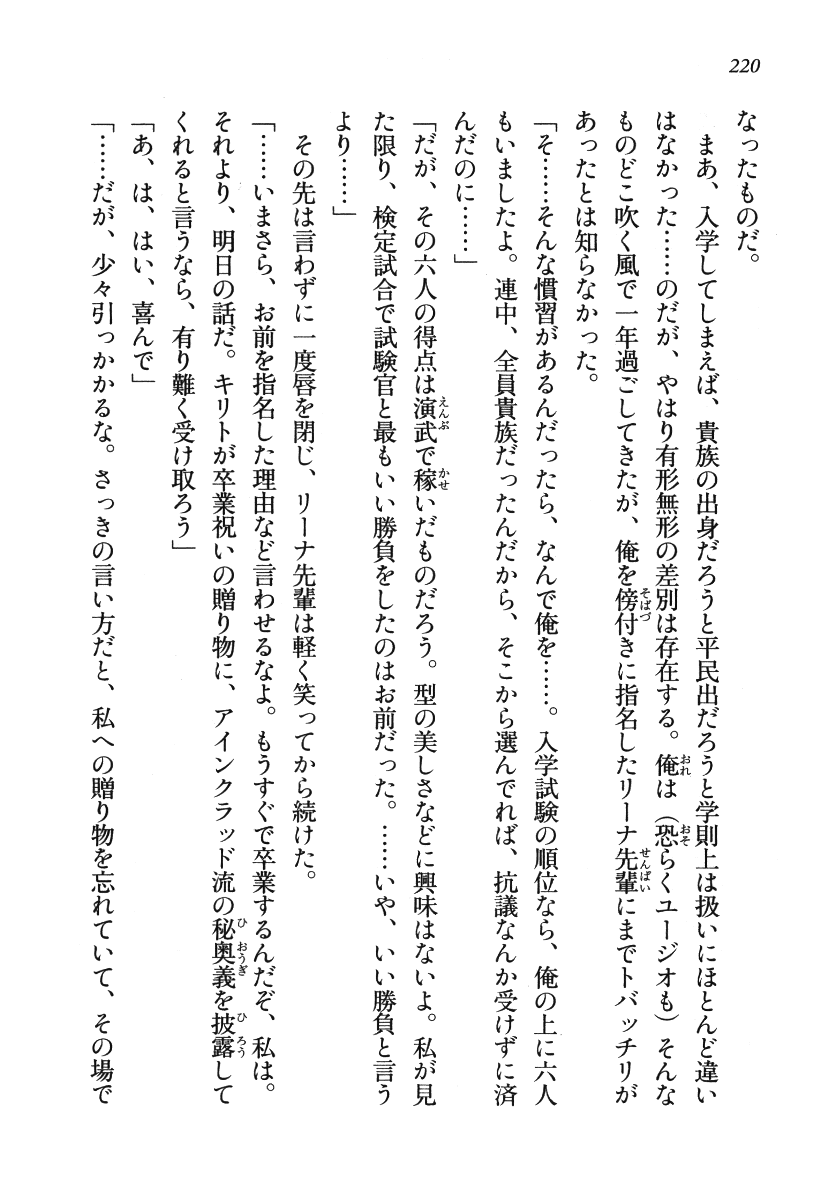 220
なったものだ。
　まあ、入学してしまえば、貴族の出身だろうと平民出だろうと学則上は扱いにほとんど違い
はなかった……のだが、やはり有形無形の差別は存在する。俺は（恐らくユージオも）そんな
ものどこ吹く風で一年過ごしてきたが、俺を傍付きに指名したリーナ先輩にまでトバッチリが
あったとは知らなかった。
「そ……そんな慣習があるんだったら、なんで俺を……。入学試験の順位なら、俺の上に六人
もいましたよ。連中、全員貴族だったんだから、そこから選んでれば、抗議なんか受けずに済
んだのに……」
「だが、その六人の得点は演武で稼いだものだろう。型の美しさなどに興味はないよ。私が見
た限り、検定試合で試験官と最もいい勝負をしたのはお前だった。……いや、いい勝負と言う
より……」
　その先は言わずに一度唇を閉じ、リーナ先輩は軽く笑ってから続けた。
「……いまさら、お前を指名した理由など言わせるなよ。もうすぐで卒業するんだぞ、私は。
それより、明日の話だ。キリトが卒業祝いの贈り物に、アインクラッド流の秘奥義を披露して
くれると言うなら、有り難く受け取ろう」
「あ、は、はい、喜んで」
「……だが、少々引っかかるな。さっきの言い方だと、私への贈り物を忘れていて、その場で